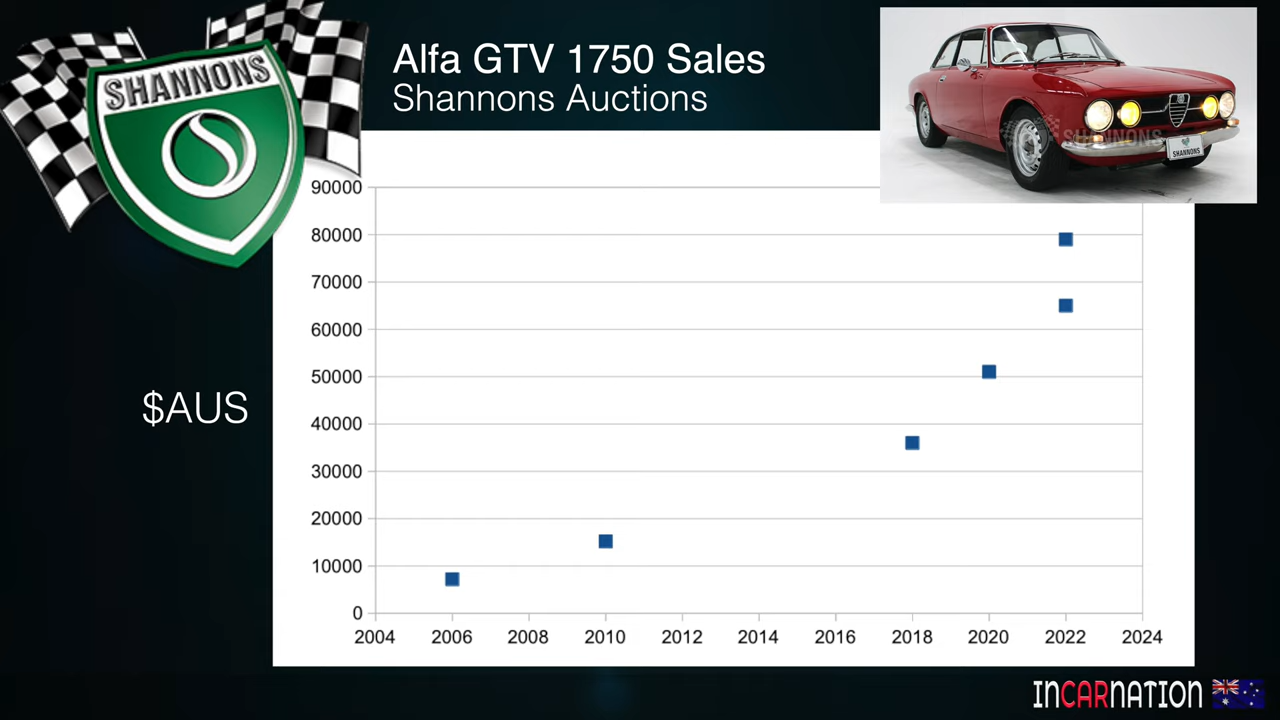 SHANNONS
Alfa GTV 1750 Sales
Shannons Auctions
SHANNONS
SHANNONS
$AUS
90000
80000
70000
60000
50000
40000
30000
20000
10000
0
2004 2006 2008 2010 2012 2014 2016 2018 2020 2022 2024
INCARNATION